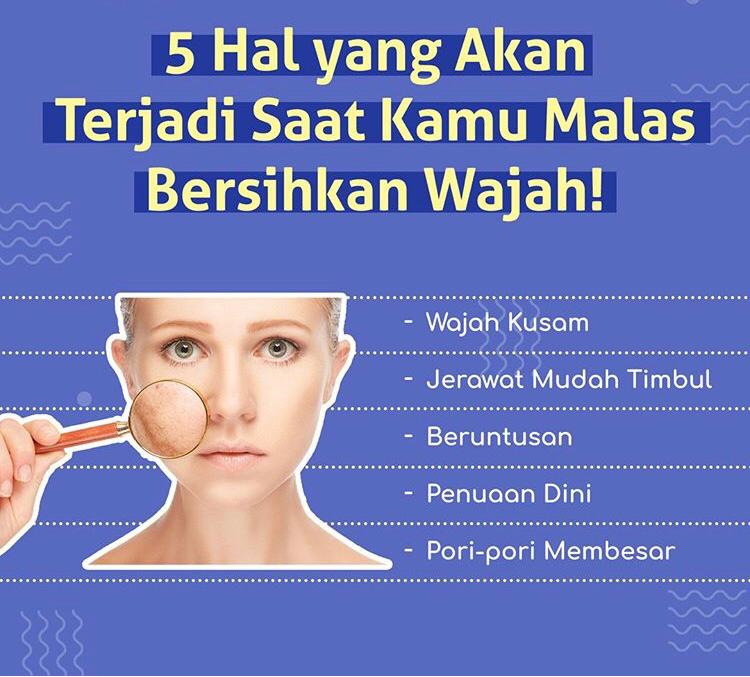 5 Hal yang Akan
Terjadi Saat Kamu Malas
Bersihkan Wajah!
- Wajah Kusam
- Jerawat Mudah Timbul
- Beruntusan
- Penuaan Dini
- Pori-pori Membesar